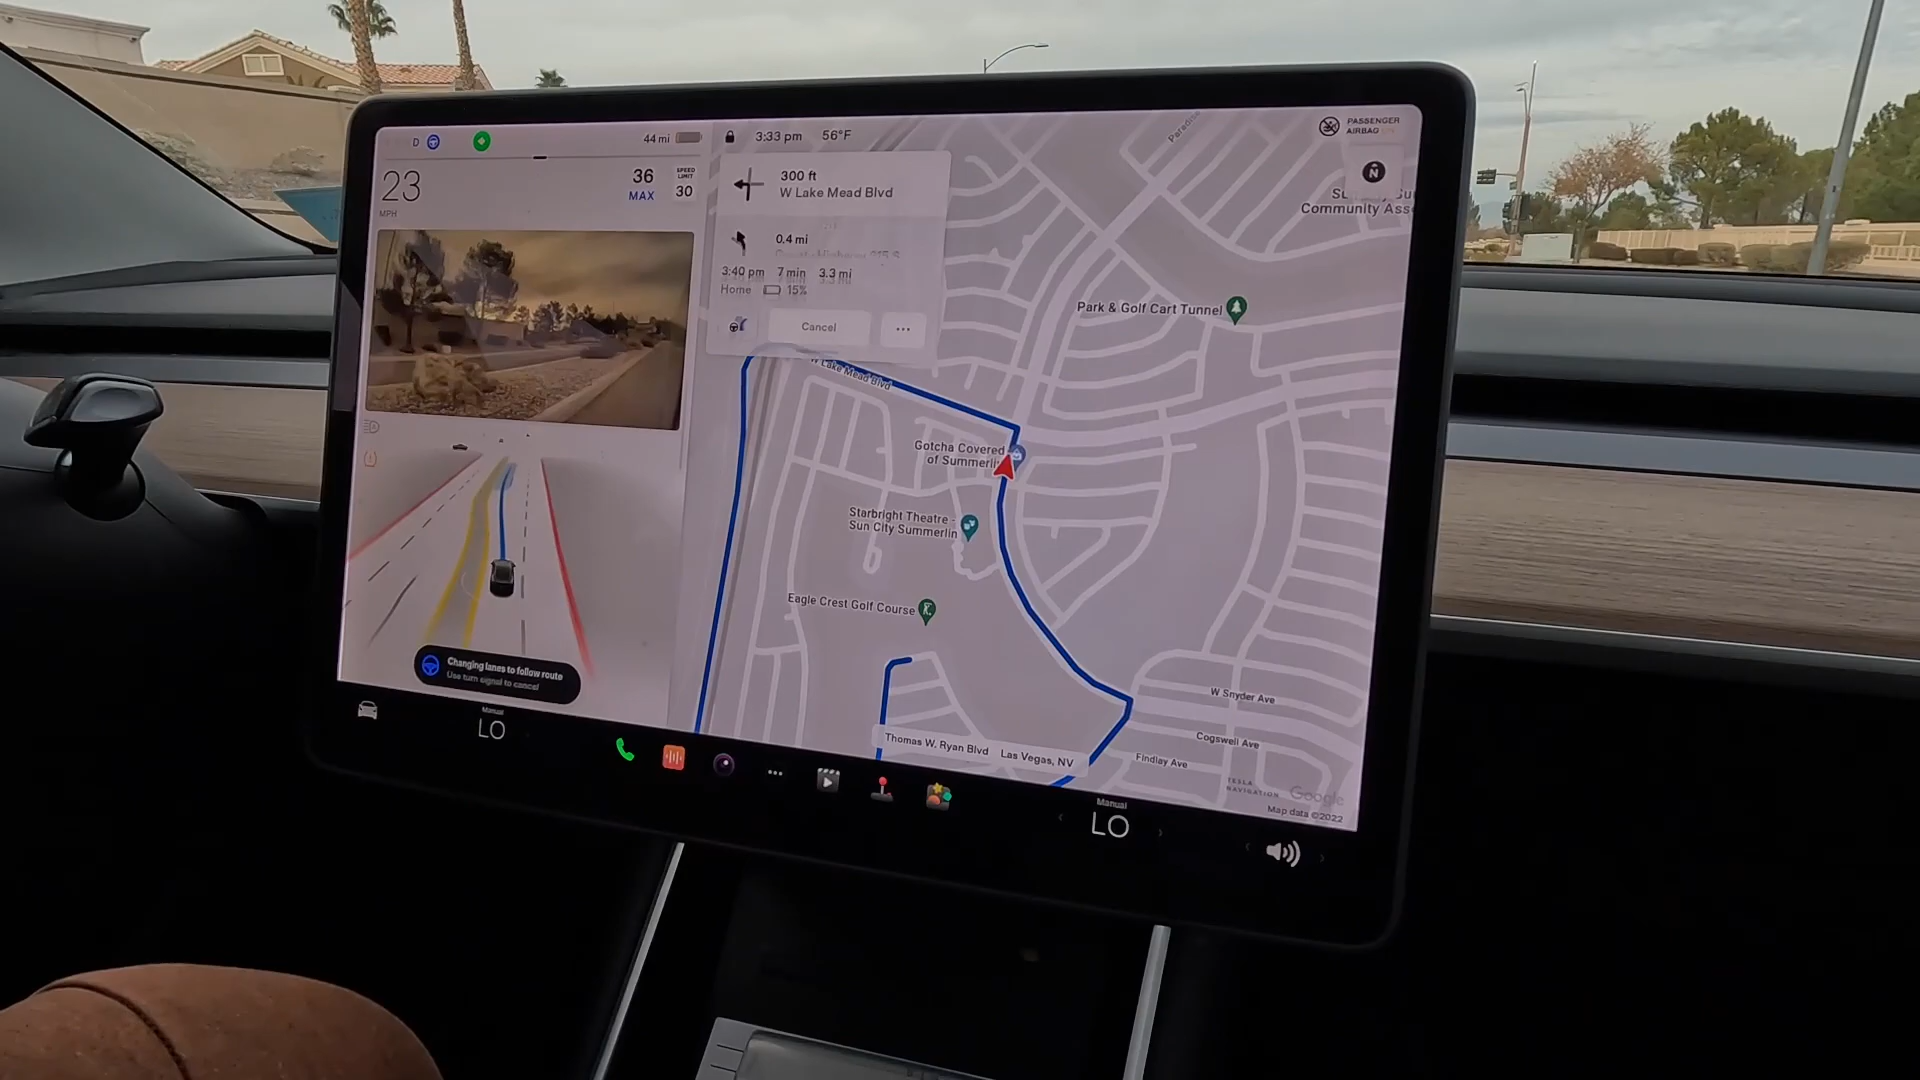 D
44 mi
3:33 pm 56°F
PASSENGER
AIRBAG
23
MPH
36
MAX
SPEED
LIMIT
30
300 ft
W Lake Mead Blvd
0.4 mi
3:40 pm 7 min 3.3 mi
Home 15%
Cancel
N
Community Ass
Park & Golf Cart Tunnel
W Lake Mead Blvd
Gotcha Covered
of Summerlin
Starbright Theatre -
Sun City Summerlin
Eagle Crest Golf Course
W Snyder Ave
Cogswell Ave
Findlay Ave
Thomas W. Ryan Blvd Las Vegas, NV
TESLA
NAVIGATION
Google
Map data ©2022
Changing lanes to follow route
Use turn signal to cancel
Manual
LO
Manual
LO